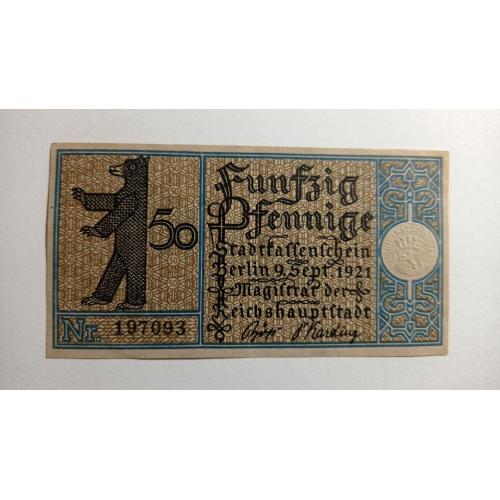 50
Funfzig
Pfennige
Stadtkassenschein
Berlin 9. Sept. 1921
Magistrat der
Reichshauptstadt
Nr. 197093